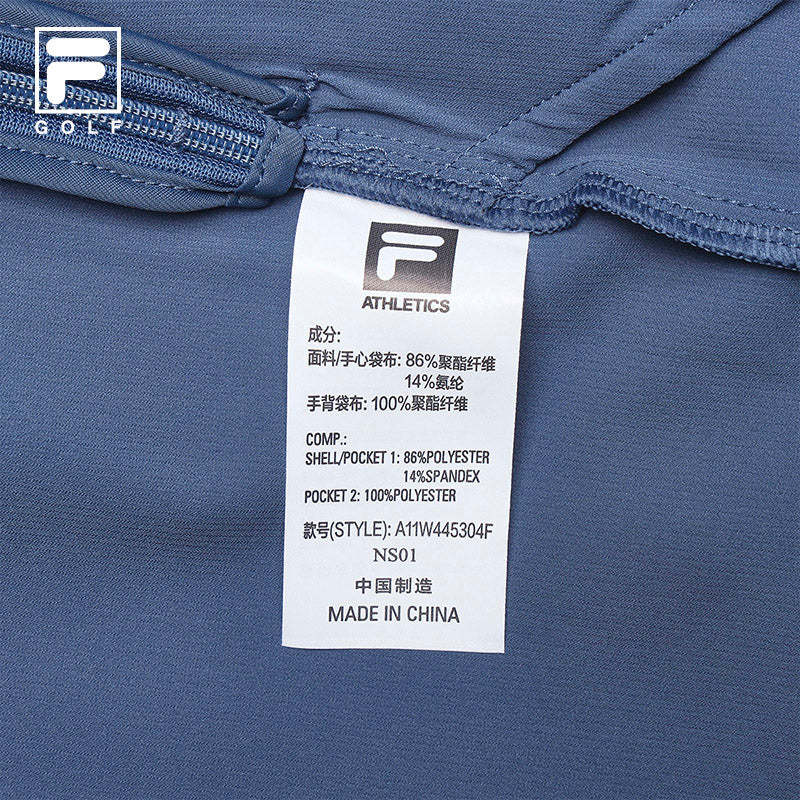 F
GOLF
F
ATHLETICS
成分:
面料/手心袋布: 86%聚酯纤维
14%氨纶
手背袋布: 100%聚酯纤维
COMP.:
SHELL/POCKET 1: 86%POLYESTER
14%SPANDEX
POCKET 2: 100%POLYESTER
款号(STYLE): A11W445304F
NS01
中国制造
MADE IN CHINA